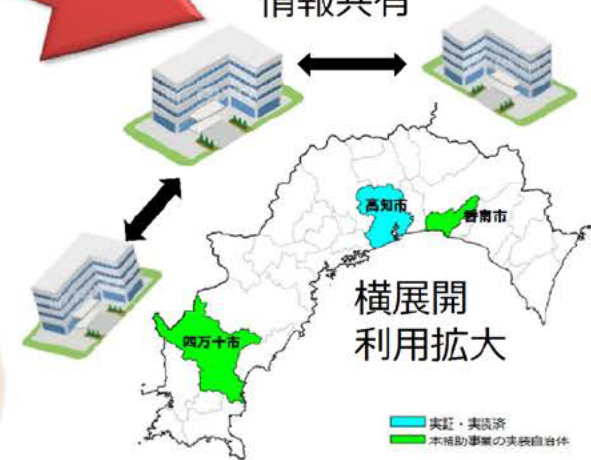 情報共有
高知市
香南市
四万十市
横展開
利用拡大
実証・実装済
本補助事業の実装自治体